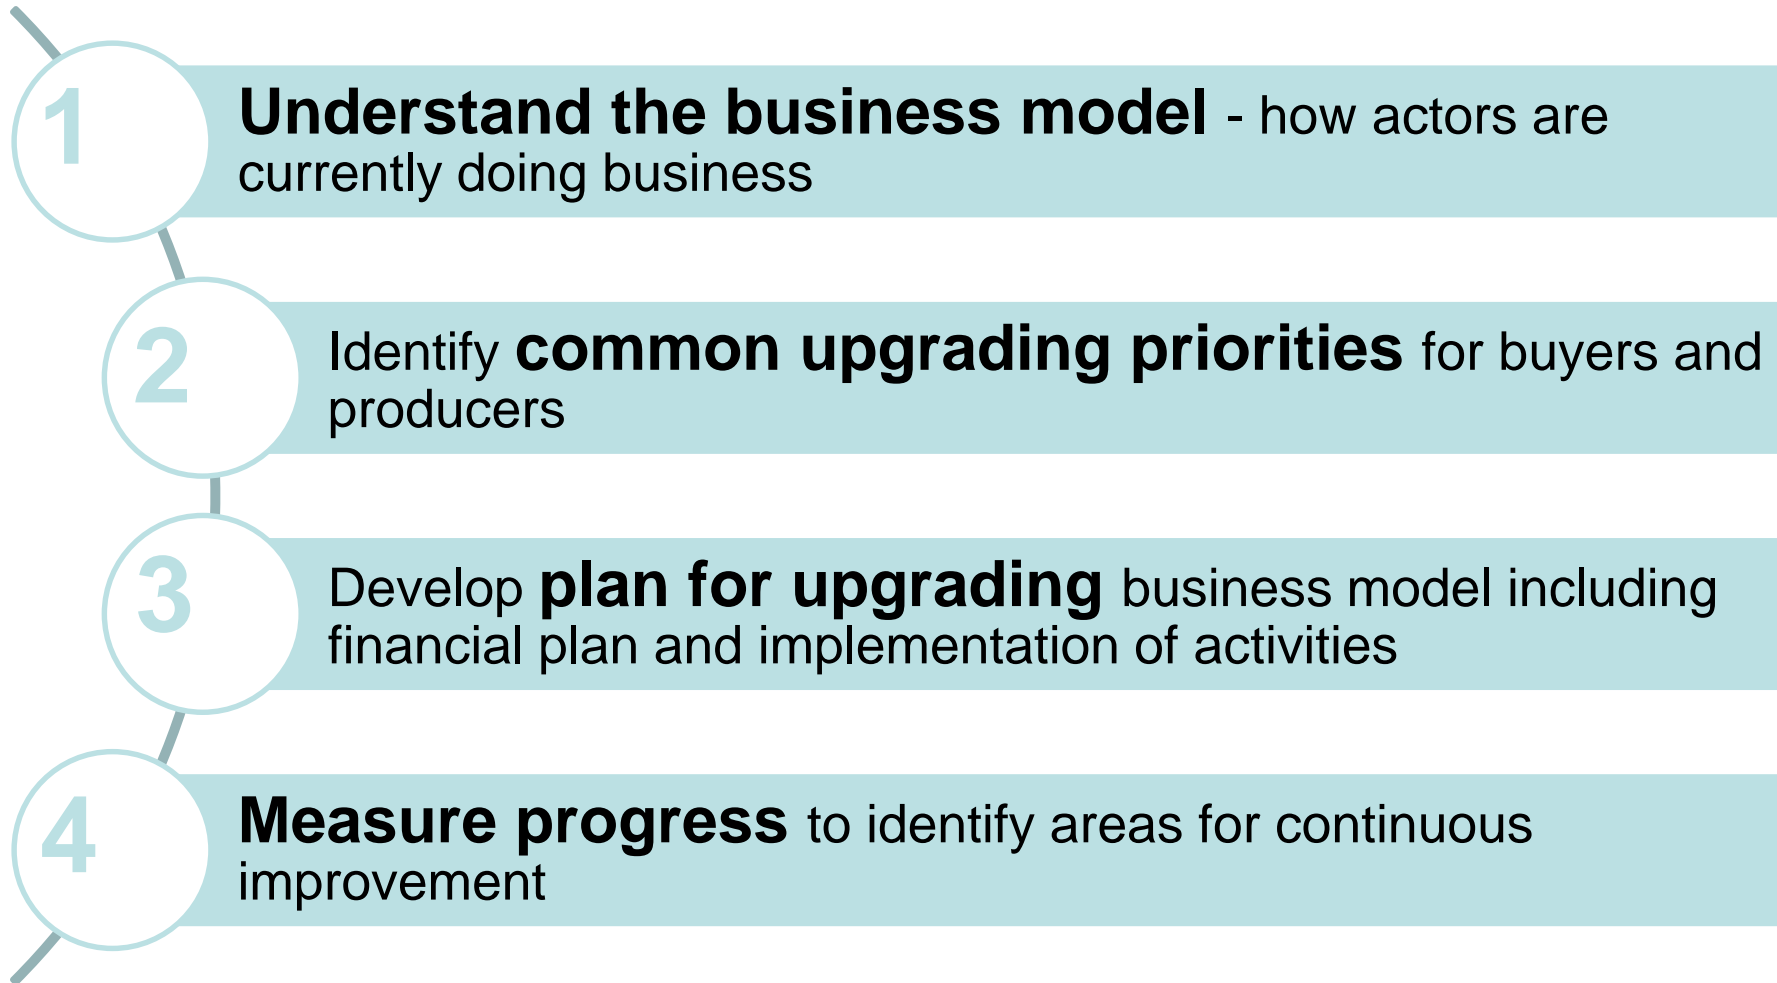 1
Understand the business model - how actors are
currently doing business
2
Identify common upgrading priorities for buyers and
producers
3
Develop plan for upgrading business model including
financial plan and implementation of activities
4
Measure progress to identify areas for continuous
improvement